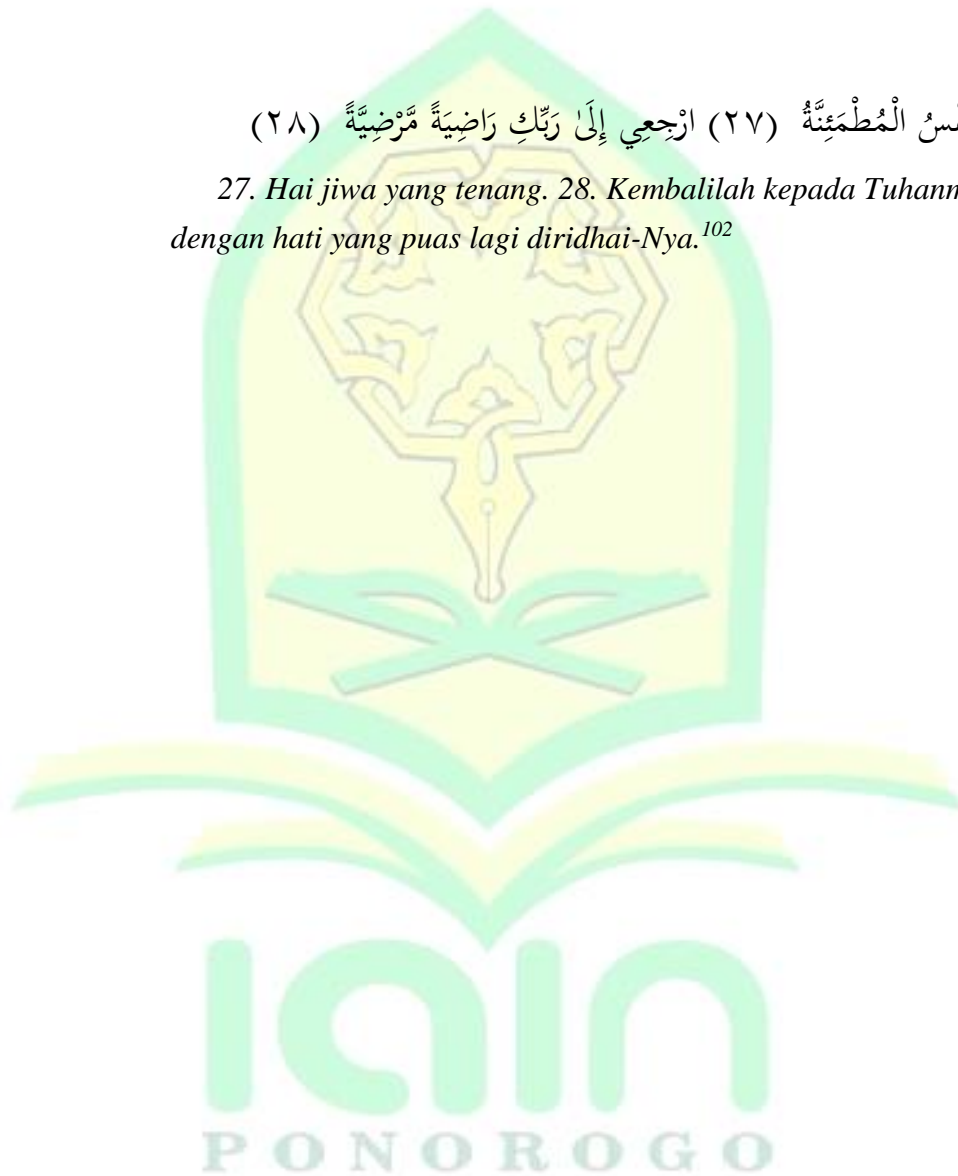 الْمُطْمَئِنَّةُ (٢٧) ارْجِعِي إِلَىٰ رَبِّكِ رَاضِيَةً مَّرْضِيَّةً (٢٨)
27. Hai jiwa yang tenang. 28. Kembalilah kepada
dengan hati yang puas lagi diridhai-Nya.102
iain
PONOROGO